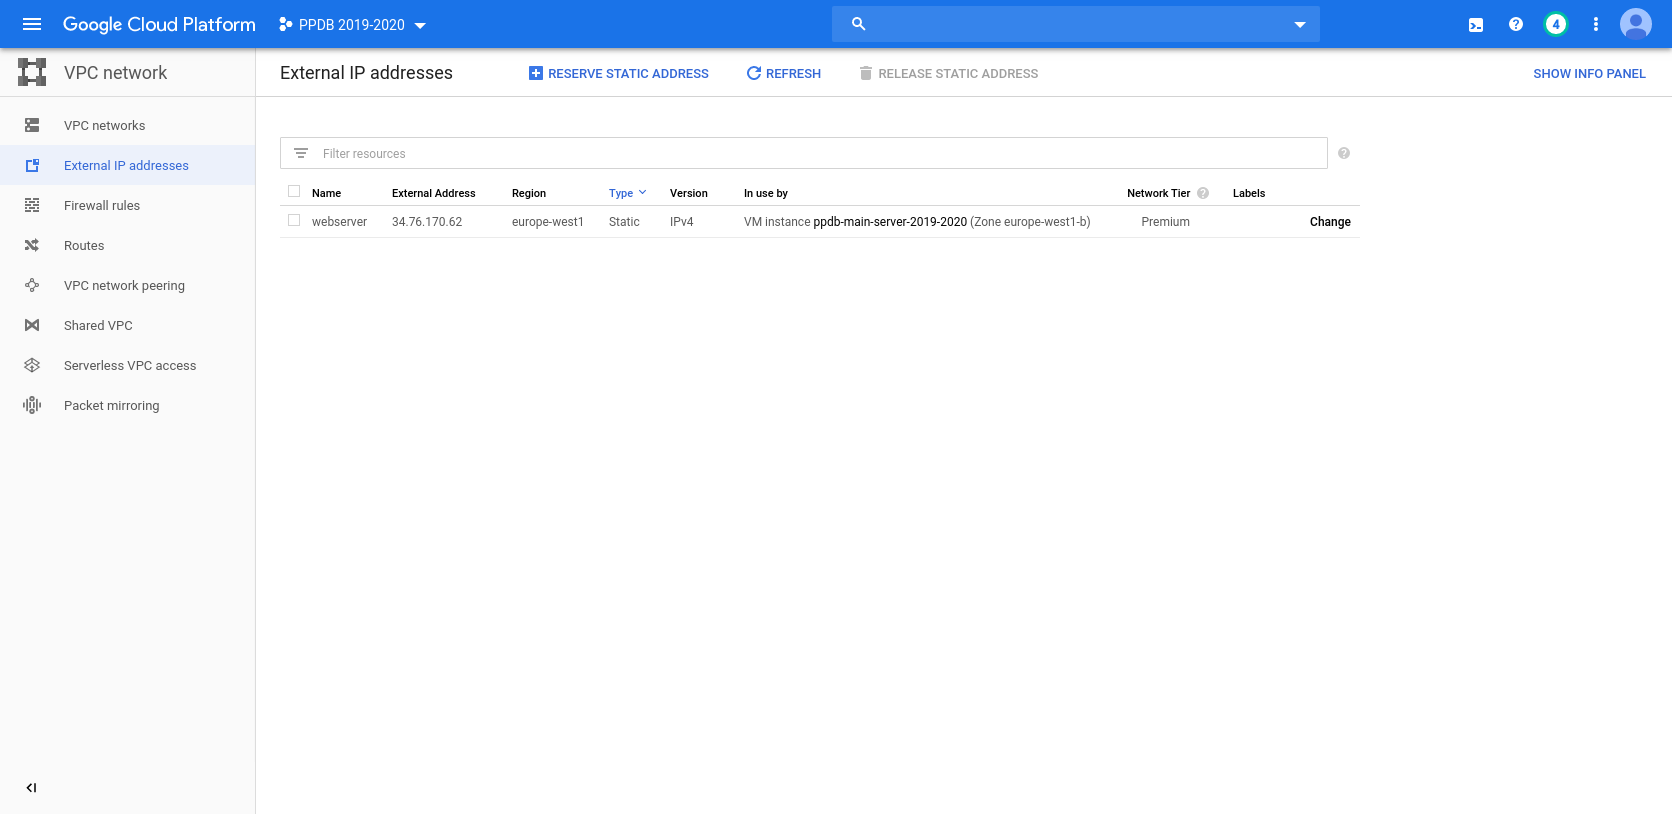 Google Cloud Platform PPDB 2019-2020 4
VPC network
External IP addresses RESERVE STATIC ADDRESS REFRESH RELEASE STATIC ADDRESS SHOW INFO PANEL
VPC networks
External IP addresses
Firewall rules
Routes
VPC network peering
Shared VPC
Serverless VPC access
Packet mirroring
Filter resources ?
Name External Address Region Type Version In use by Network Tier ? Labels
webserver 34.76.170.62 europe-west1 Static IPv4 VM instance ppdb-main-server-2019-2020 (Zone europe-west1-b) Premium Change